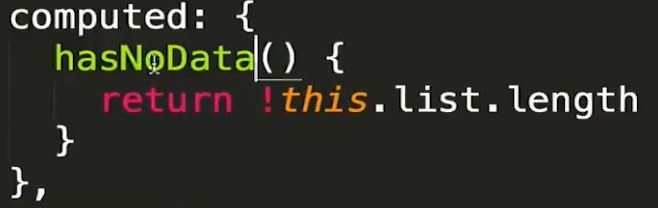 computed: {
  hasNoData() {
    return !this.list.length
  }
},